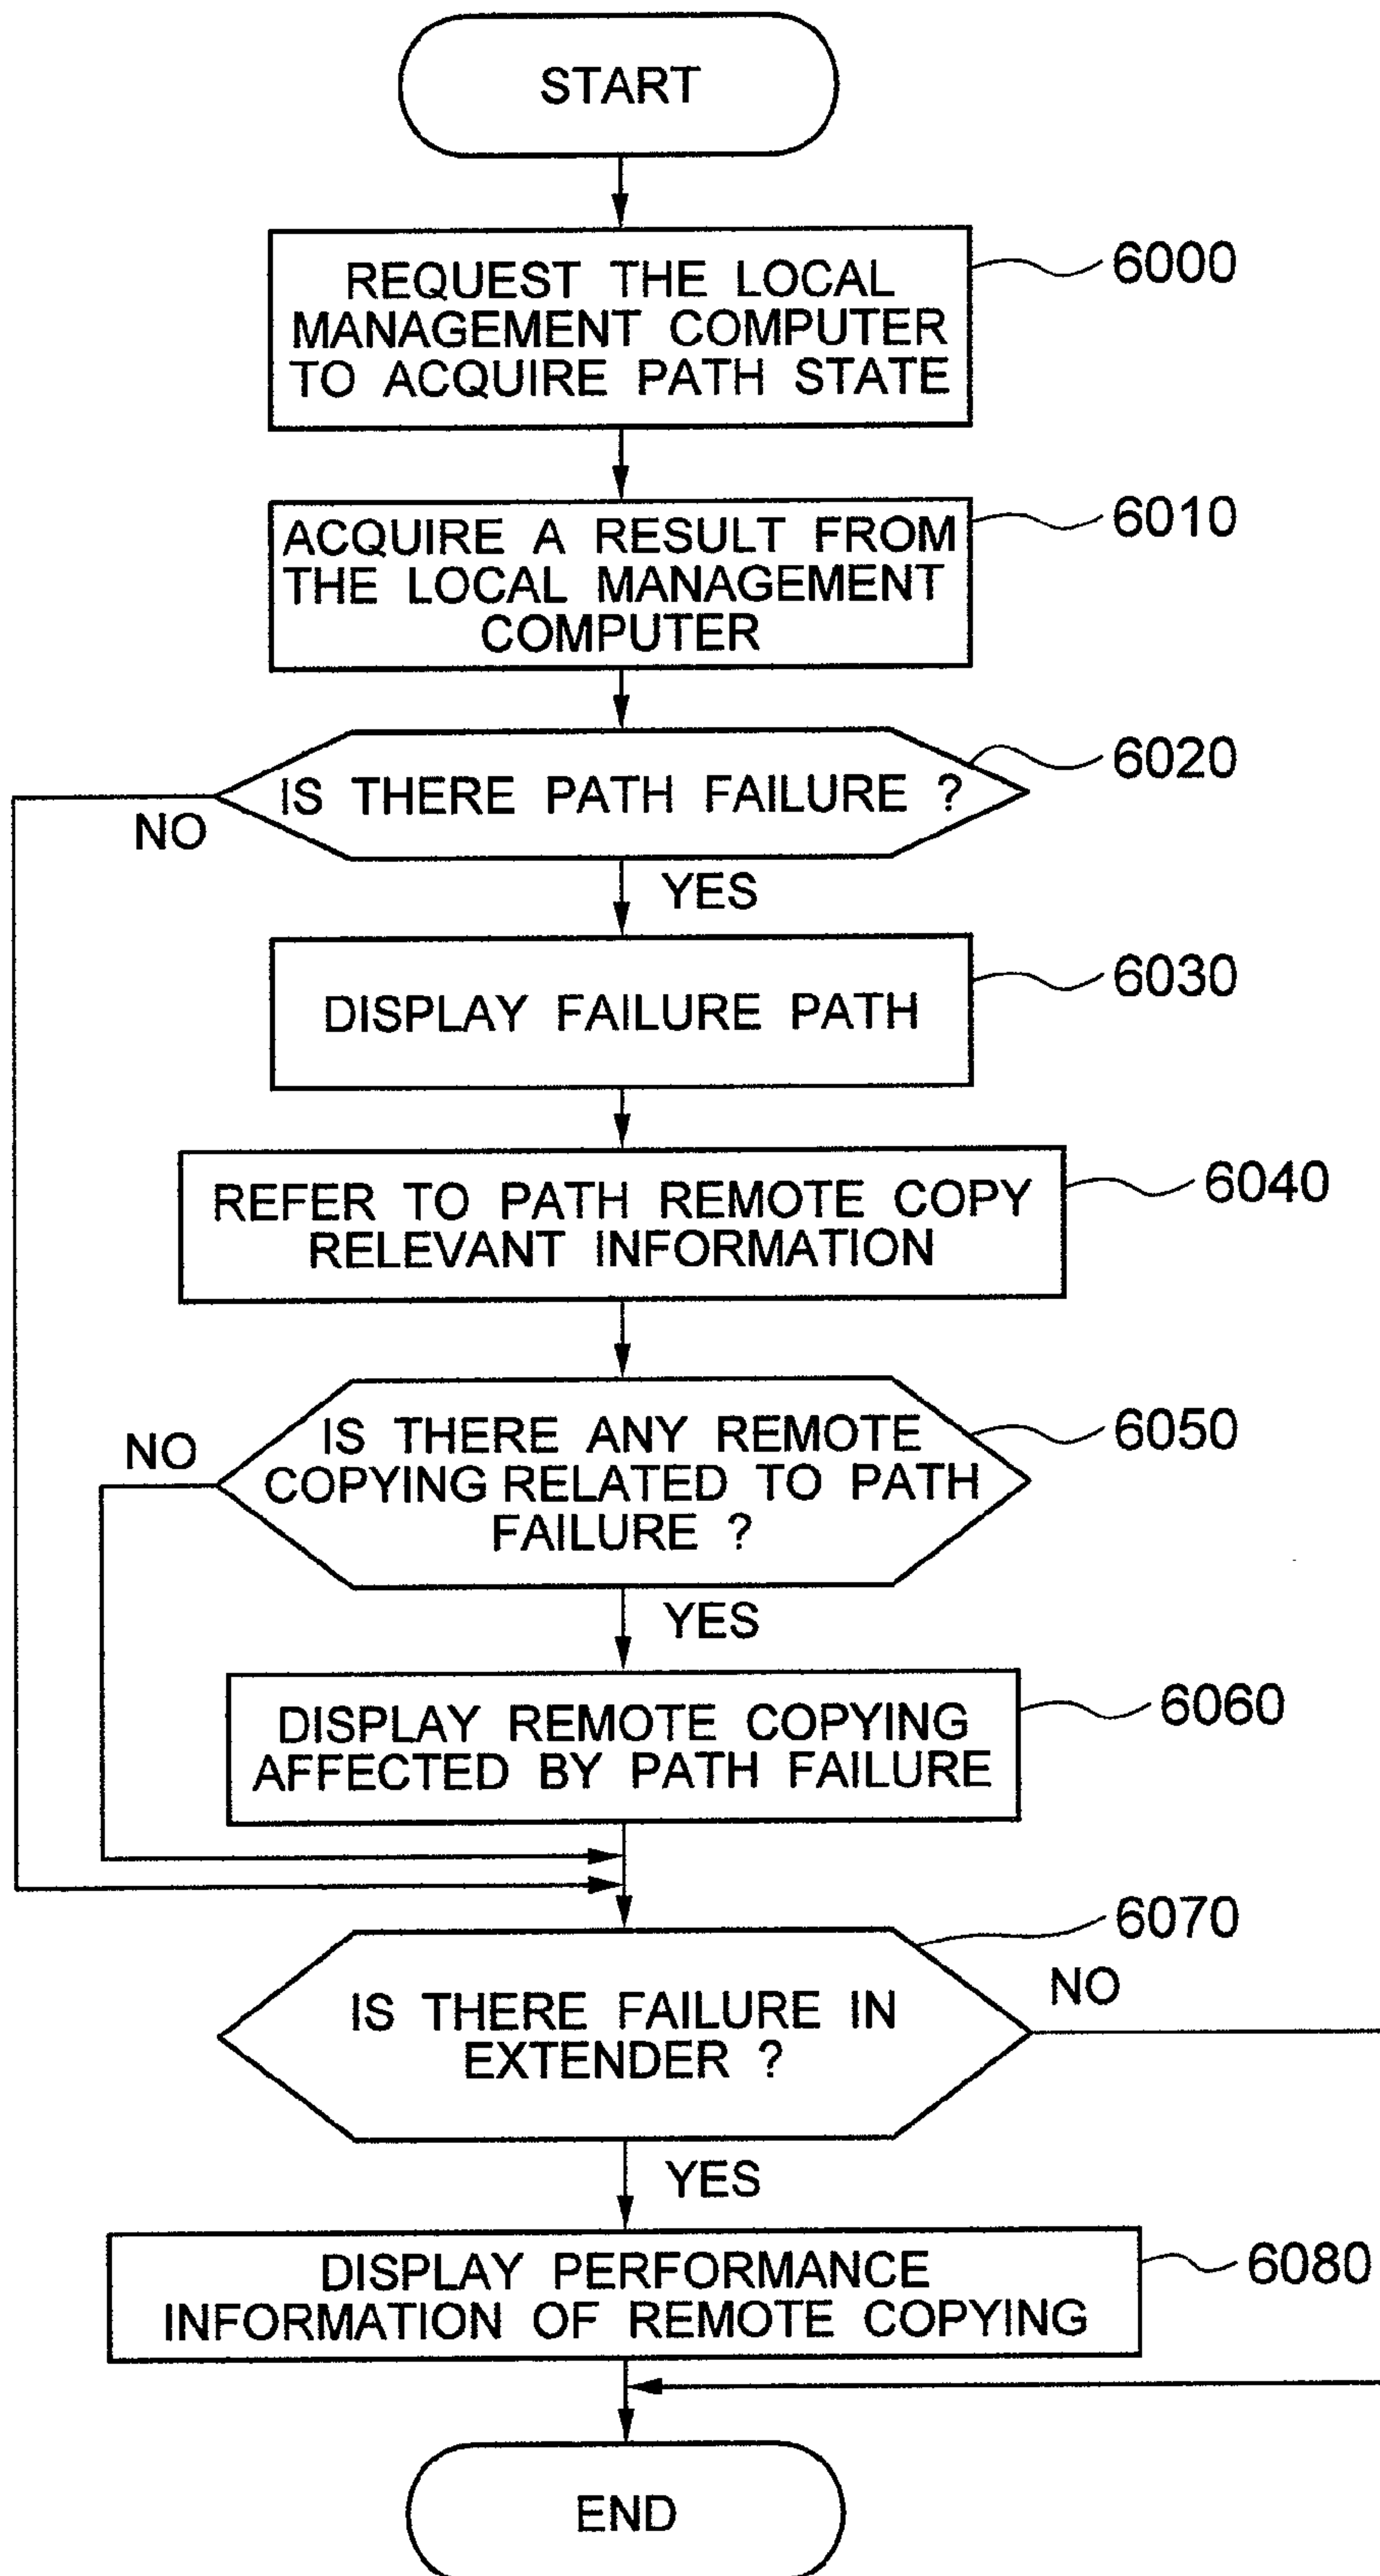 START
REQUEST THE LOCAL
MANAGEMENT COMPUTER
TO ACQUIRE PATH STATE
6000
ACQUIRE A RESULT FROM
THE LOCAL MANAGEMENT
COMPUTER
6010
IS THERE PATH FAILURE ?
6020
NO
YES
DISPLAY FAILURE PATH
6030
REFER TO PATH REMOTE COPY
RELEVANT INFORMATION
6040
IS THERE ANY REMOTE
COPYING RELATED TO PATH
FAILURE ?
6050
NO
YES
DISPLAY REMOTE COPYING
AFFECTED BY PATH FAILURE
6060
IS THERE FAILURE IN
EXTENDER ?
6070
NO
YES
DISPLAY PERFORMANCE
INFORMATION OF REMOTE COPYING
6080
END